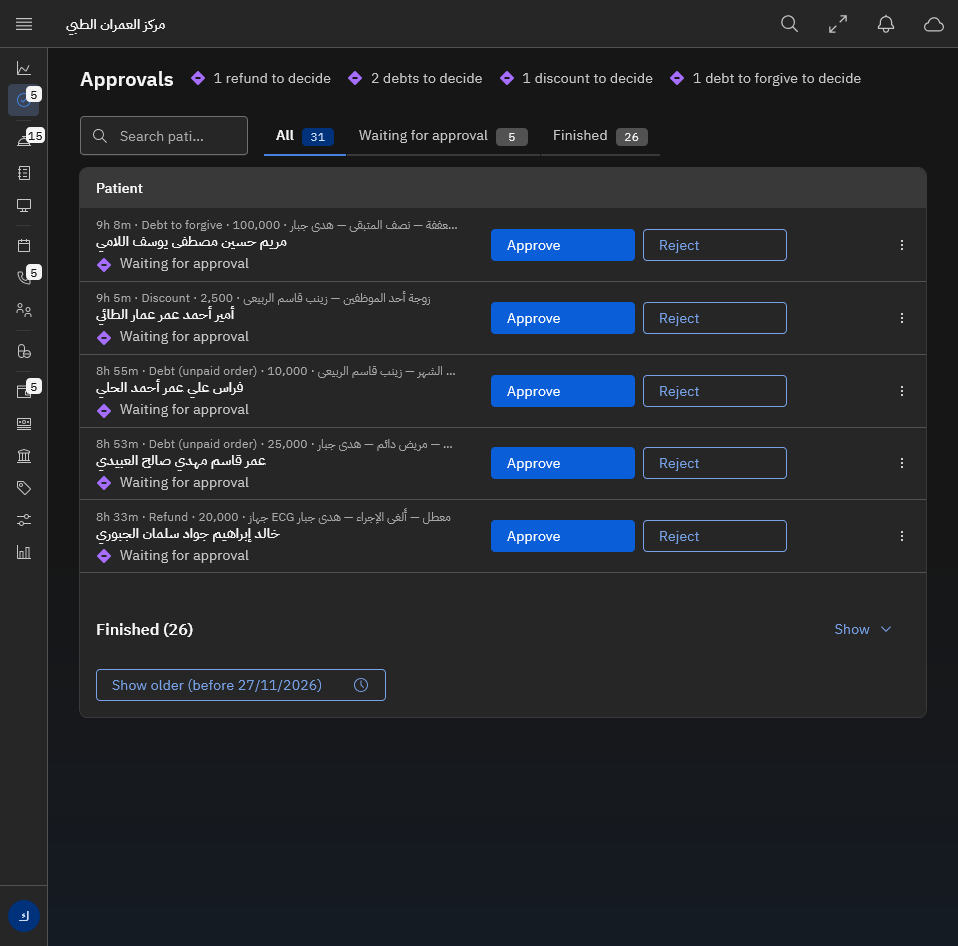 مركز العمران الطبي
5
15
5
5
ك
Approvals
1 refund to decide
2 debts to decide
1 discount to decide
1 debt to forgive to decide
Search pati...
All 31
Waiting for approval 5
Finished 26
Patient
9h 8m · Debt to forgive · 100,000 · معففة — نصف المتبقي — هدى جبار...
مريم حسين مصطفى يوسف اللامي
Waiting for approval
Approve
Reject
9h 5m · Discount · 2,500 · زوجة أحد الموظفين — زينب قاسم الربيعي
أمير أحمد عمر عمار الطائي
Waiting for approval
Approve
Reject
8h 55m · Debt (unpaid order) · 10,000 · الشهر — زينب قاسم الربيعي ...
فراس علي عمر أحمد الحلي
Waiting for approval
Approve
Reject
8h 53m · Debt (unpaid order) · 25,000 · — مريض دائم — هدى جبار ...
عمر قاسم مهدي صالح العبيدي
Waiting for approval
Approve
Reject
8h 33m · Refund · 20,000 · جهاز ECG معطل — ألغي الإجراء — هدى جبار
خالد إبراهيم جواد سلمان الجبوري
Waiting for approval
Approve
Reject
Finished (26)
Show
Show older (before 27/11/2026)